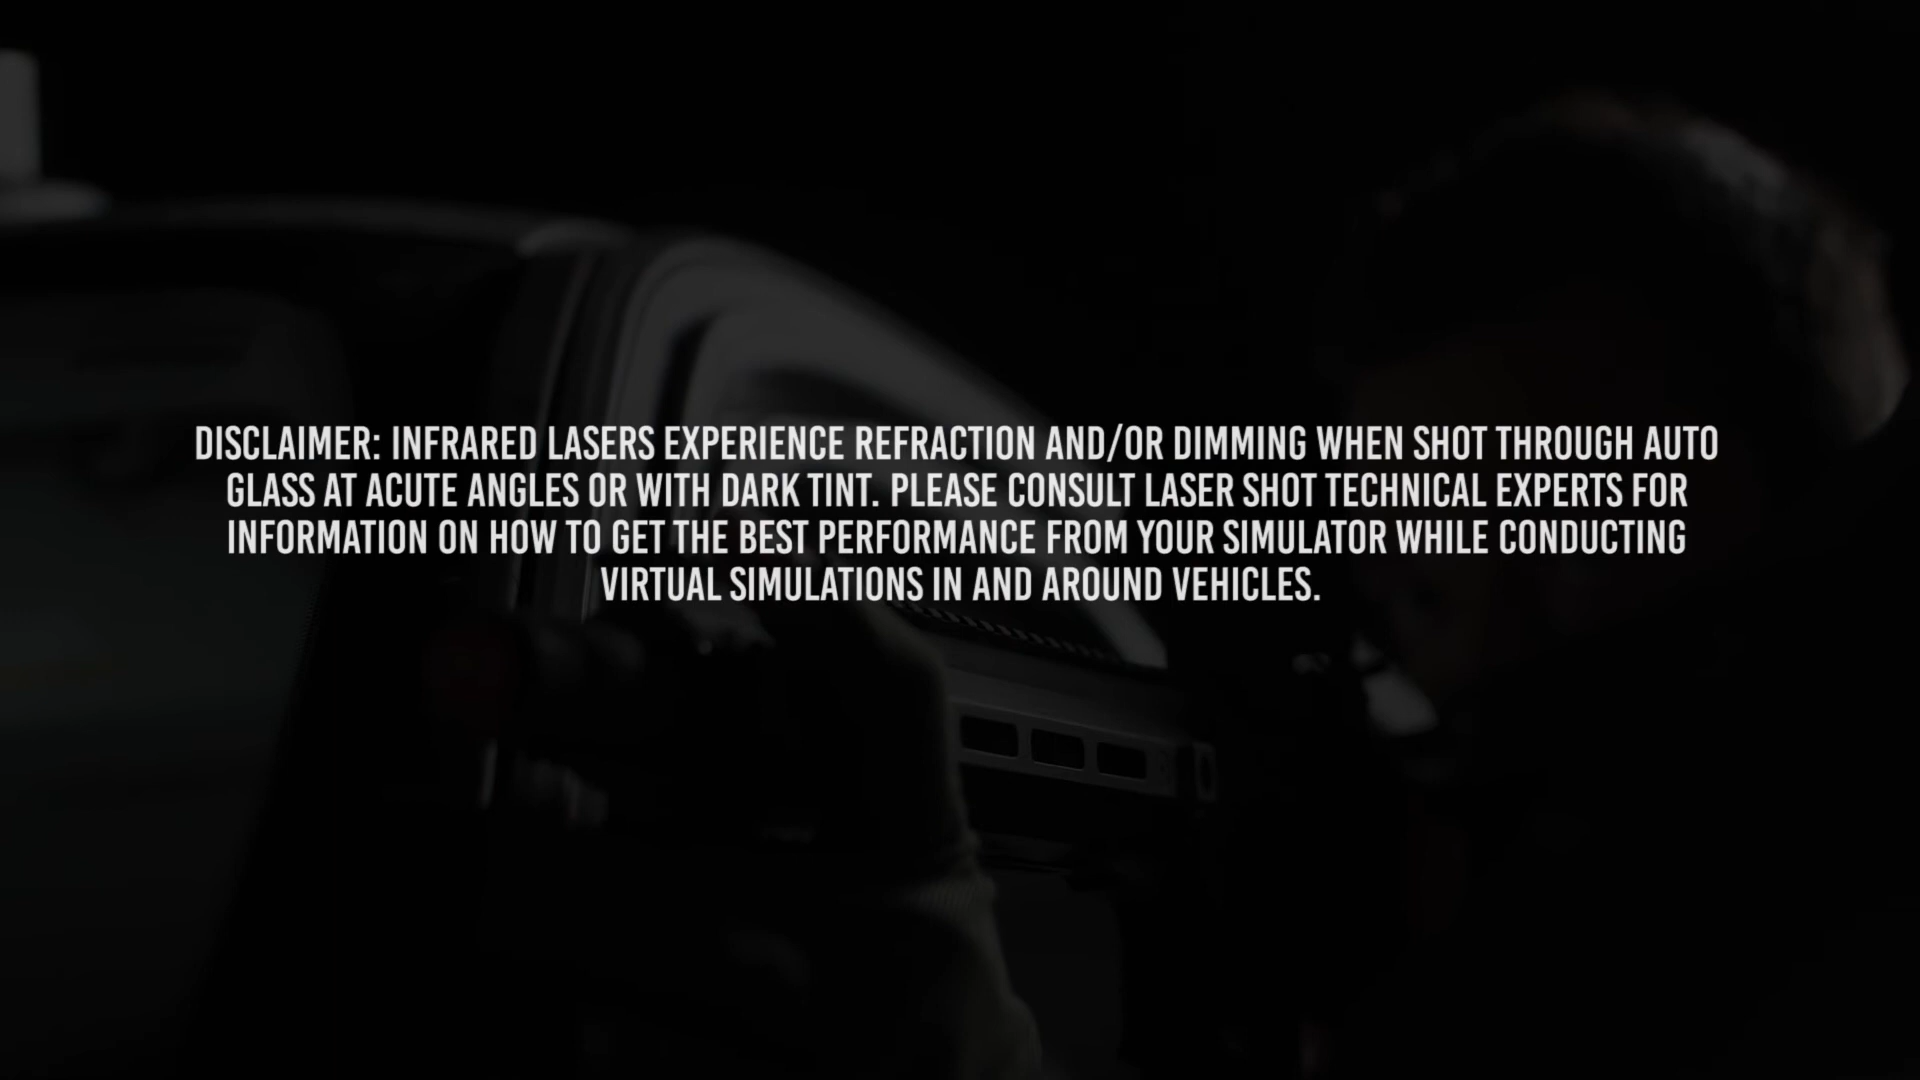 DISCLAIMER: INFRARED LASERS EXPERIENCE REFRACTION AND/OR DIMMING WHEN SHOT THROUGH AUTO
GLASS AT ACUTE ANGLES OR WITH DARK TINT. PLEASE CONSULT LASER SHOT TECHNICAL EXPERTS FOR
INFORMATION ON HOW TO GET THE BEST PERFORMANCE FROM YOUR SIMULATOR WHILE CONDUCTING
VIRTUAL SIMULATIONS IN AND AROUND VEHICLES.